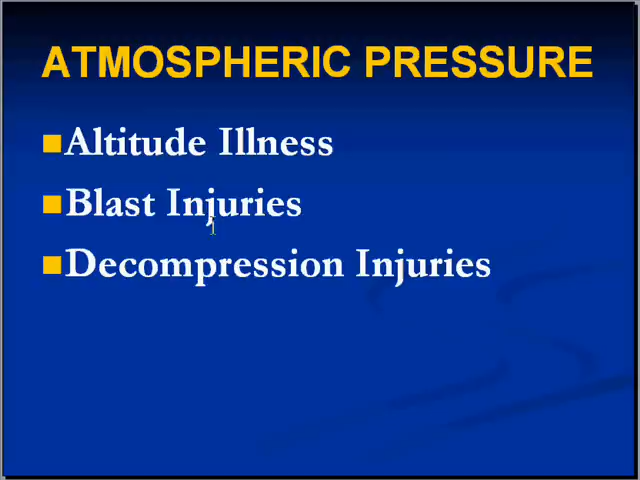 ATMOSPHERIC PRESSURE
Altitude Illness
Blast Injuries
Decompression Injuries